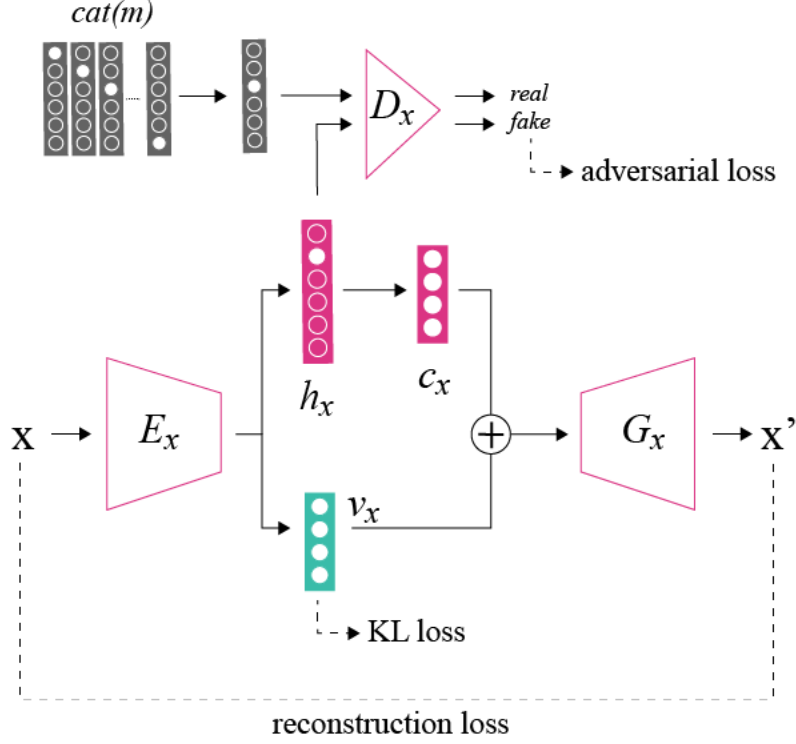 cat(m)
D_x
real
fake
adversarial loss
h_x
c_x
x
E_x
+
G_x
x’
v_x
KL loss
reconstruction loss